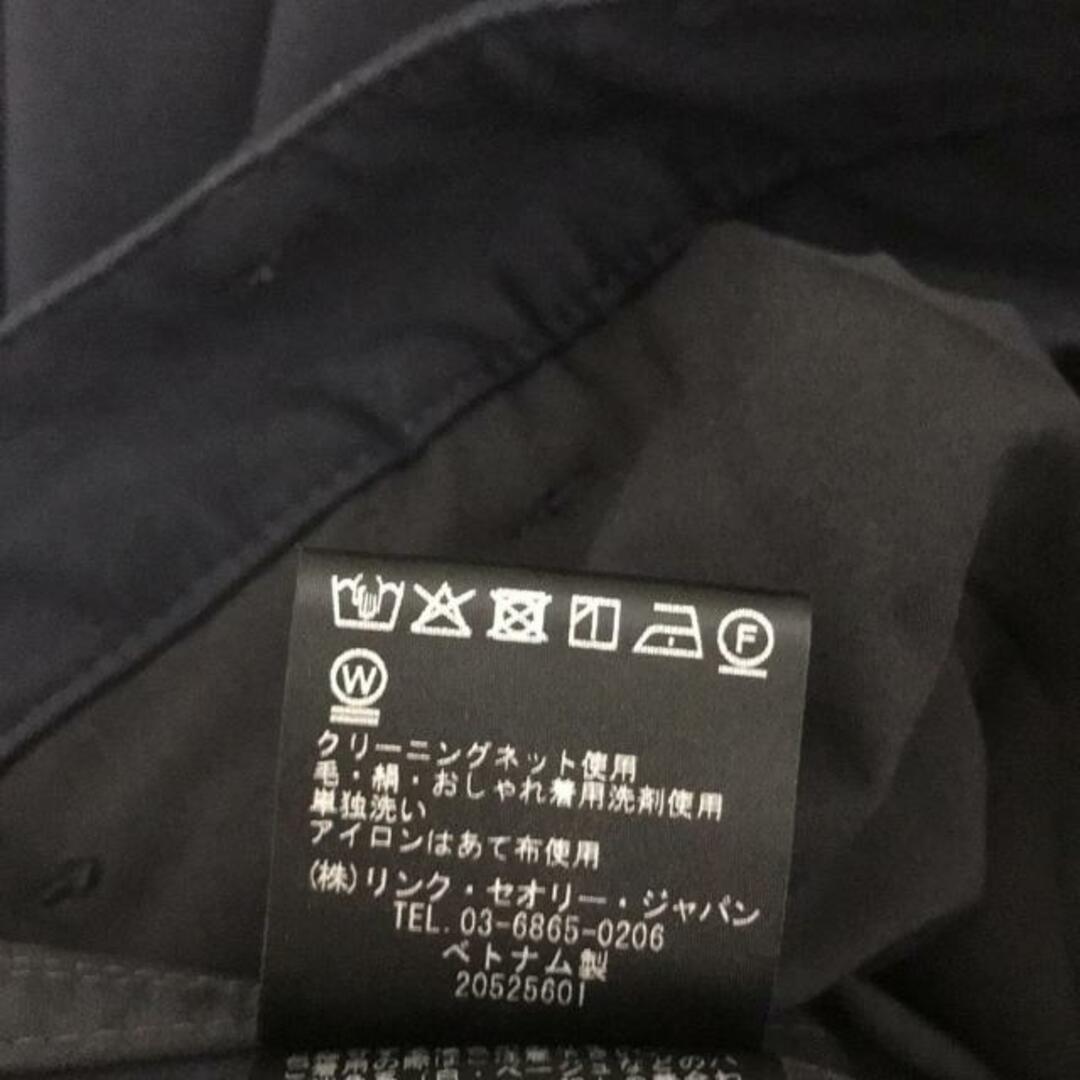 F
W
クリーニングネット使用
毛・絹・おしゃれ着用洗剤使用
単独洗い
アイロンはあて布使用
(株)リンク・セオリー・ジャパン
TEL. 03-6865-0206
ベトナム製
20525601